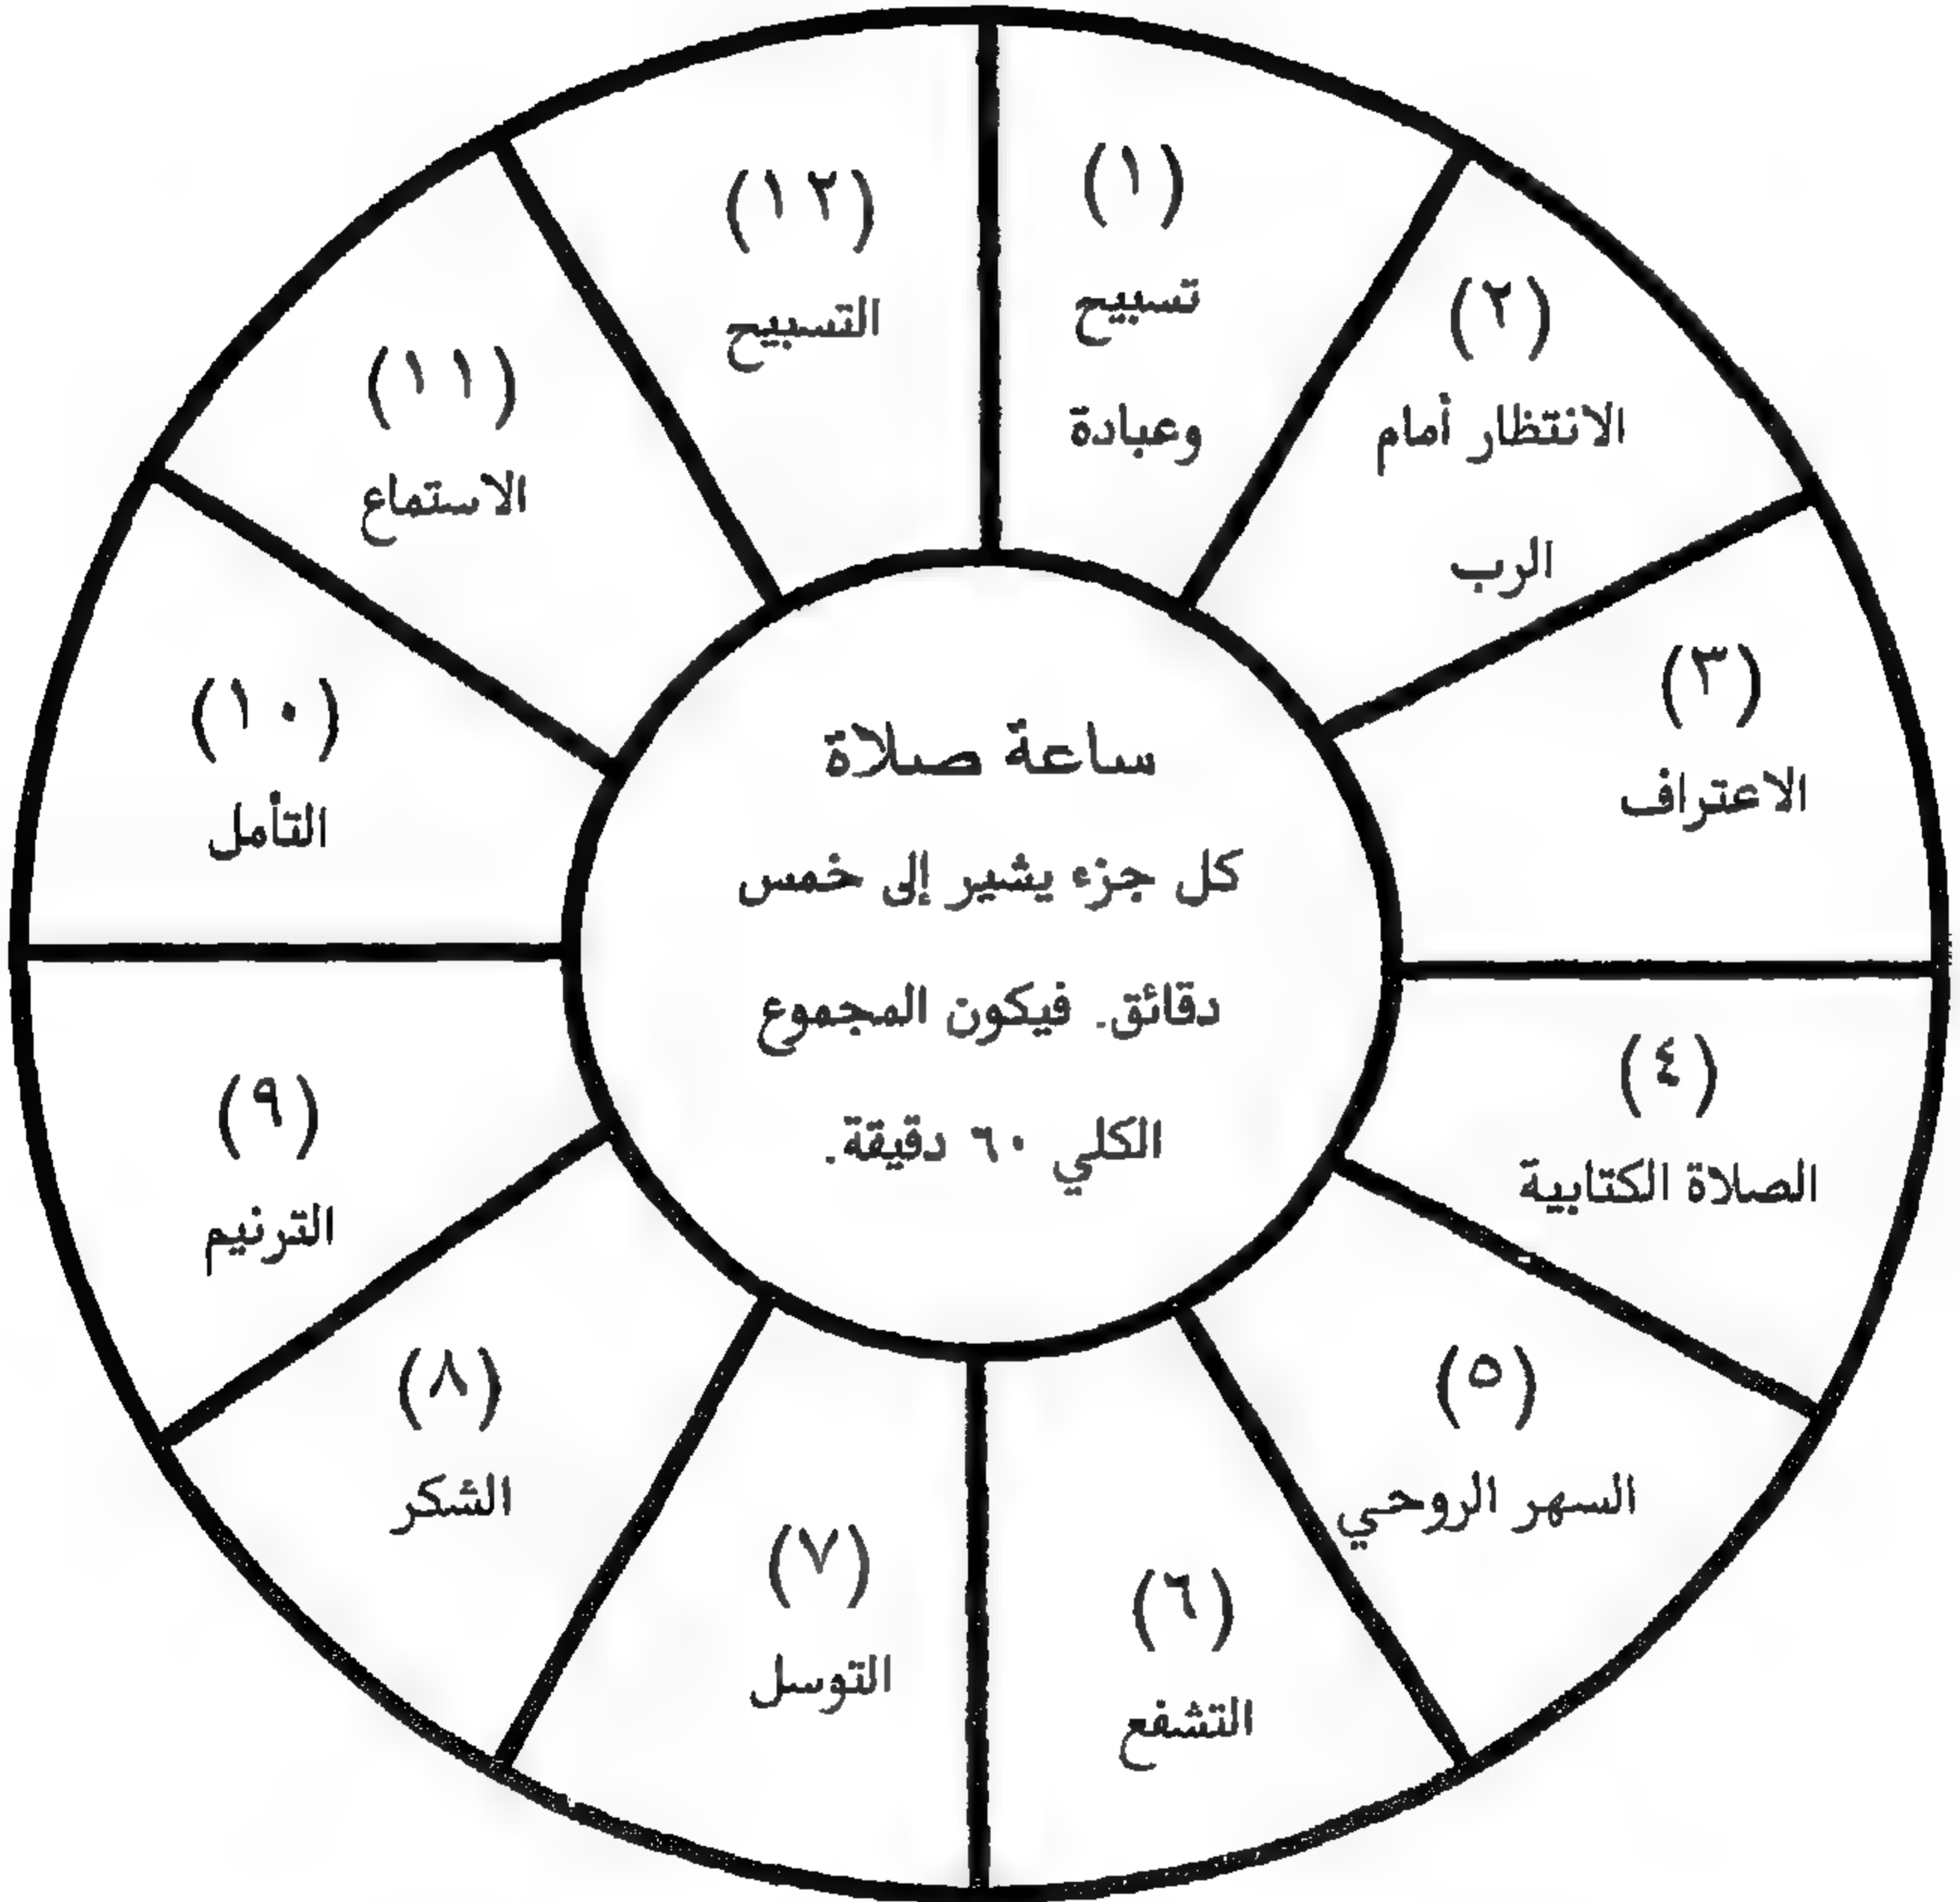 (١)
تسبيح
وعبادة
(٢)
الانتظار أمام
الرب
(٣)
الاعتراف
(٤)
الصلاة الكتابية
(٥)
السهر الروحي
(٦)
التشفع
(٧)
التوسل
(٨)
الشكر
(٩)
الترنيم
(١٠)
التأمل
(١١)
الاستماع
(١٢)
التسبيح
ساعة صلاة
كل جزء يشير إلى خمس
دقائق. فيكون المجموع
الكلي ٦٠ دقيقة.